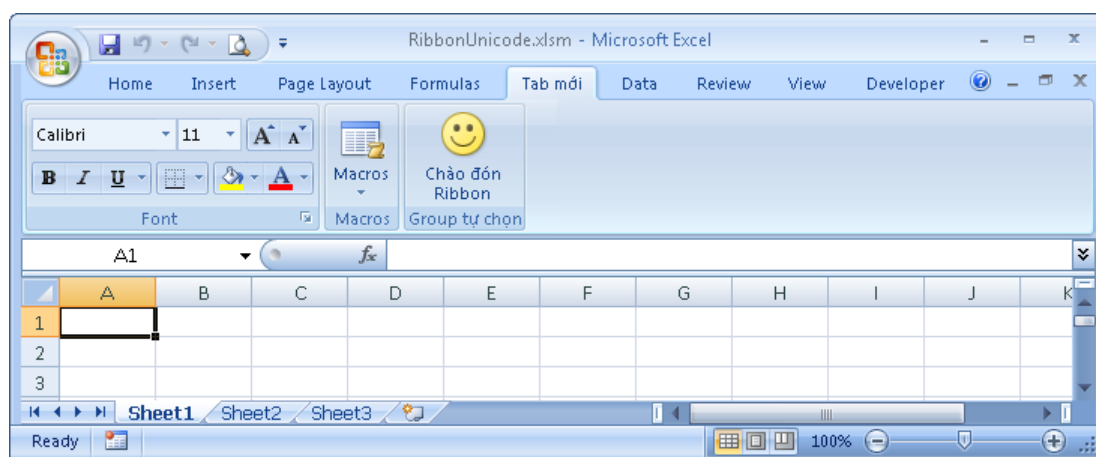 RibbonUnicode.xlsm - Microsoft Excel
Home Insert Page Layout Formulas Tab mới Data Review View Developer
Calibri 11 A A
B I U A
Macros
Chào đón
Ribbon
Font Macros Group tự chọn
A1 fx
A B C D E F G H I J K
1
2
3
Sheet1 Sheet2 Sheet3
Ready 100%